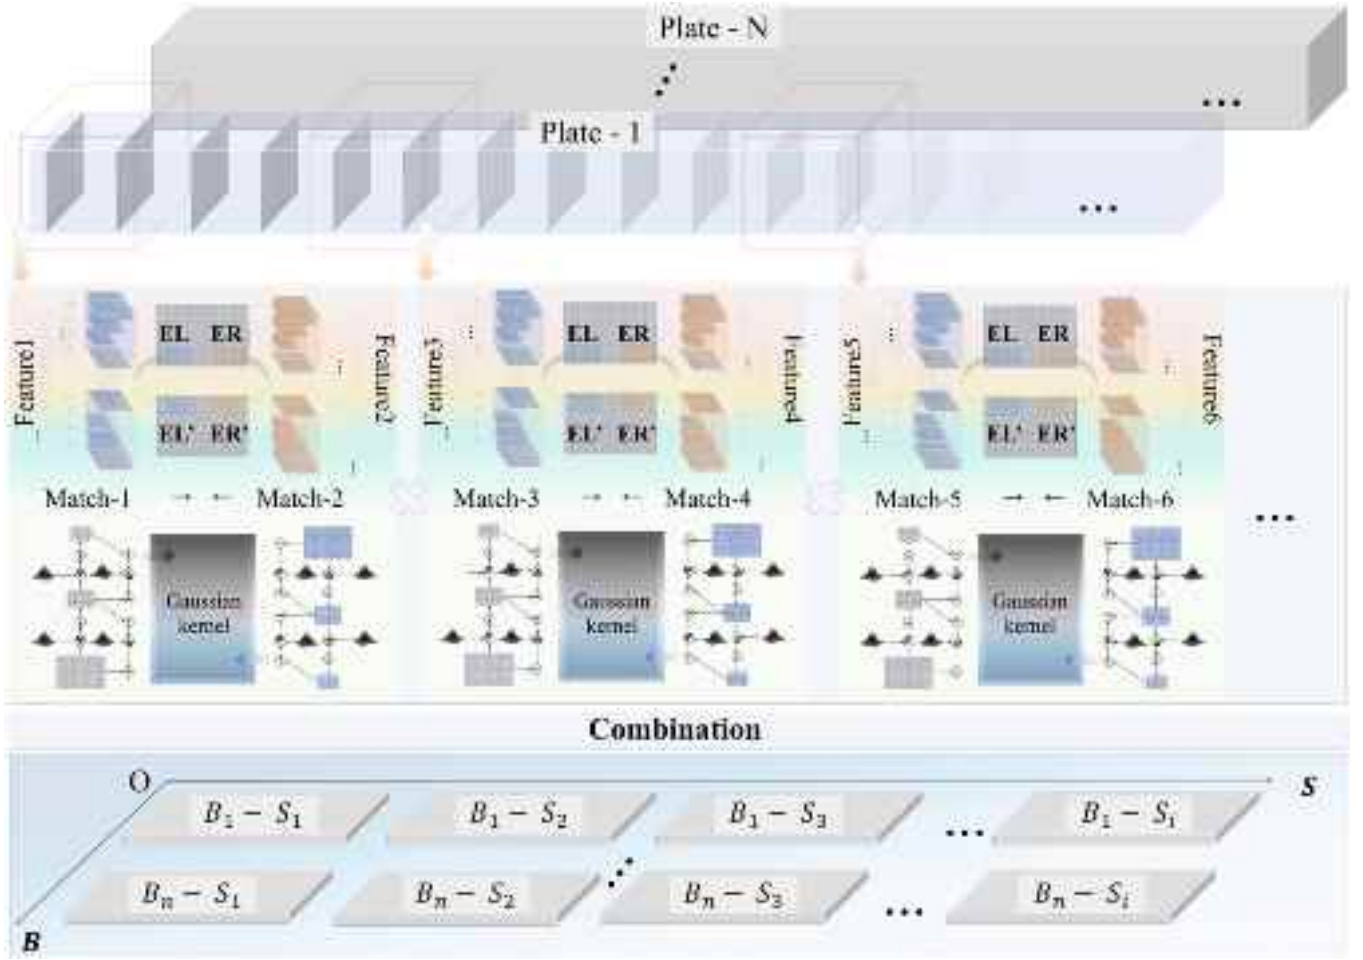 Plate - N
Plate - 1
Feature1
EL ER
EL' ER'
Feature2
Feature3
EL ER
EL' ER'
Feature4
Feature5
EL ER
EL' ER'
Feature6
Match-1 → ← Match-2
Match-3 → ← Match-4
Match-5 → ← Match-6
...
Gaussian
kernel
Gaussian
kernel
Gaussian
kernel
Combination
O
S
B₁ − S₁
B₁ − S₂
B₁ − S₃
...
B₁ − Sᵢ
Bₙ − S₁
Bₙ − S₂
Bₙ − S₃
...
Bₙ − Sᵢ
B